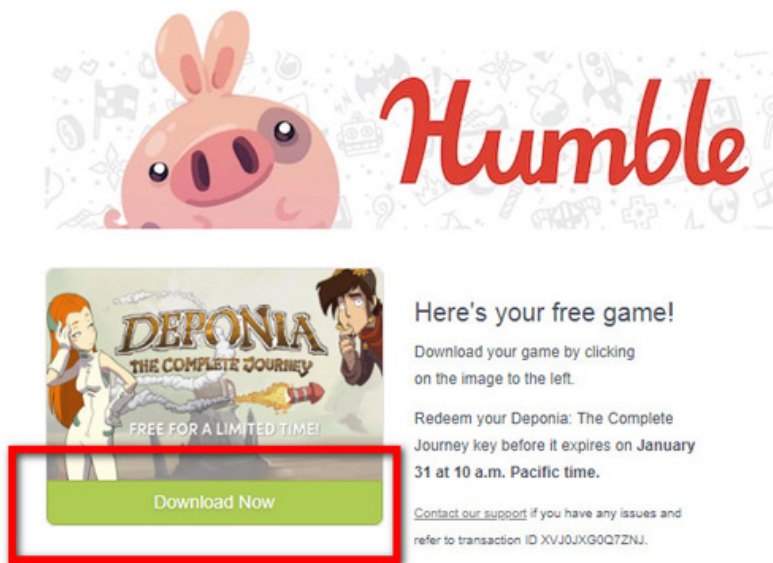 Humble
DEPONIA
THE COMPLETE JOURNEY
FREE FOR A LIMITED TIME!
Download Now
Here's your free game!
Download your game by clicking
on the image to the left.
Redeem your Deponia: The Complete
Journey key before it expires on January
31 at 10 a.m. Pacific time.
Contact our support if you have any issues and
refer to transaction ID XVJ0JXG0Q7ZNJ.